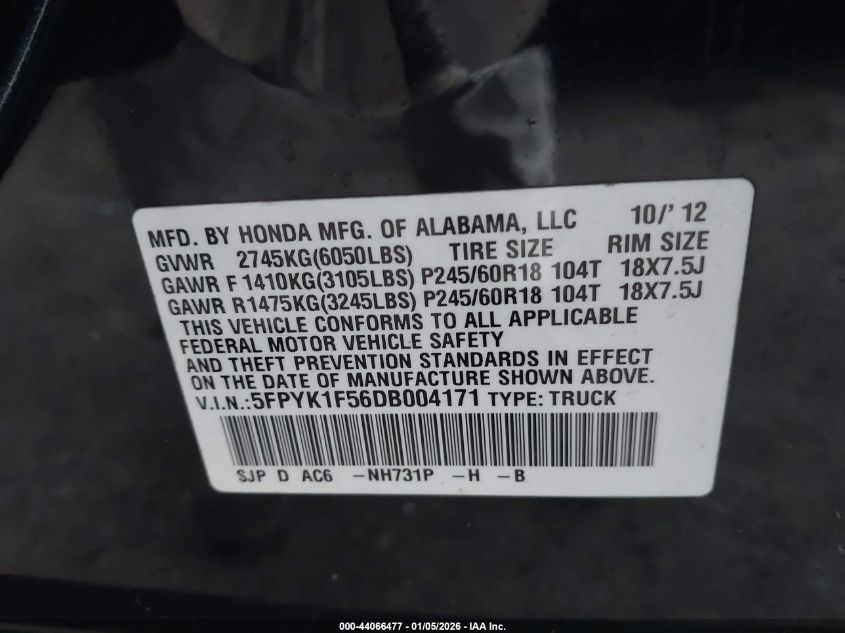 MFD. BY HONDA MFG. OF ALABAMA, LLC 10/'12
GVWR 2745KG(6050LBS) TIRE SIZE RIM SIZE
GAWR F 1410KG(3105LBS) P245/60R18 104T 18X7.5J
GAWR R1475KG(3245LBS) P245/60R18 104T 18X7.5J
THIS VEHICLE CONFORMS TO ALL APPLICABLE
FEDERAL MOTOR VEHICLE SAFETY
AND THEFT PREVENTION STANDARDS IN EFFECT
ON THE DATE OF MANUFACTURE SHOWN ABOVE.
V.I.N.:5FPYK1F56DB004171 TYPE: TRUCK
SJP D AC6 -NH731P -H -B
000-44066477 - 01/05/2026 - IAA Inc.